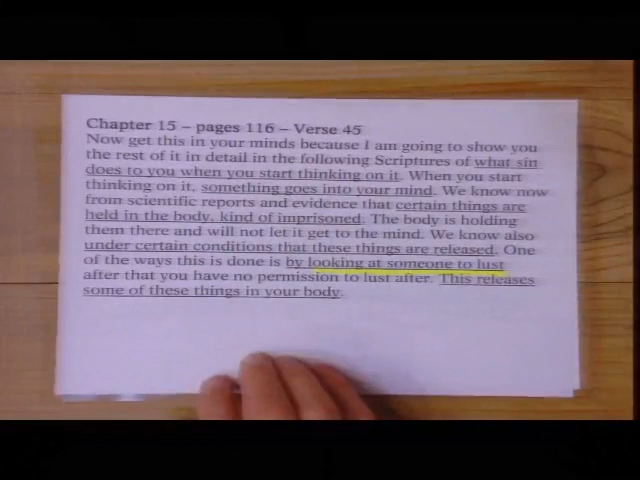 Chapter 15 – pages 116 – Verse 45
Now get this in your minds because I am going to show you
the rest of it in detail in the following Scriptures of what sin
does to you when you start thinking on it. When you start
thinking on it, something goes into your mind. We know now
from scientific reports and evidence that certain things are
held in the body, kind of imprisoned. The body is holding
them there and will not let it get to the mind. We know also
under certain conditions that these things are released. One
of the ways this is done is by looking at someone to lust
after that you have no permission to lust after. This releases
some of these things in your body.